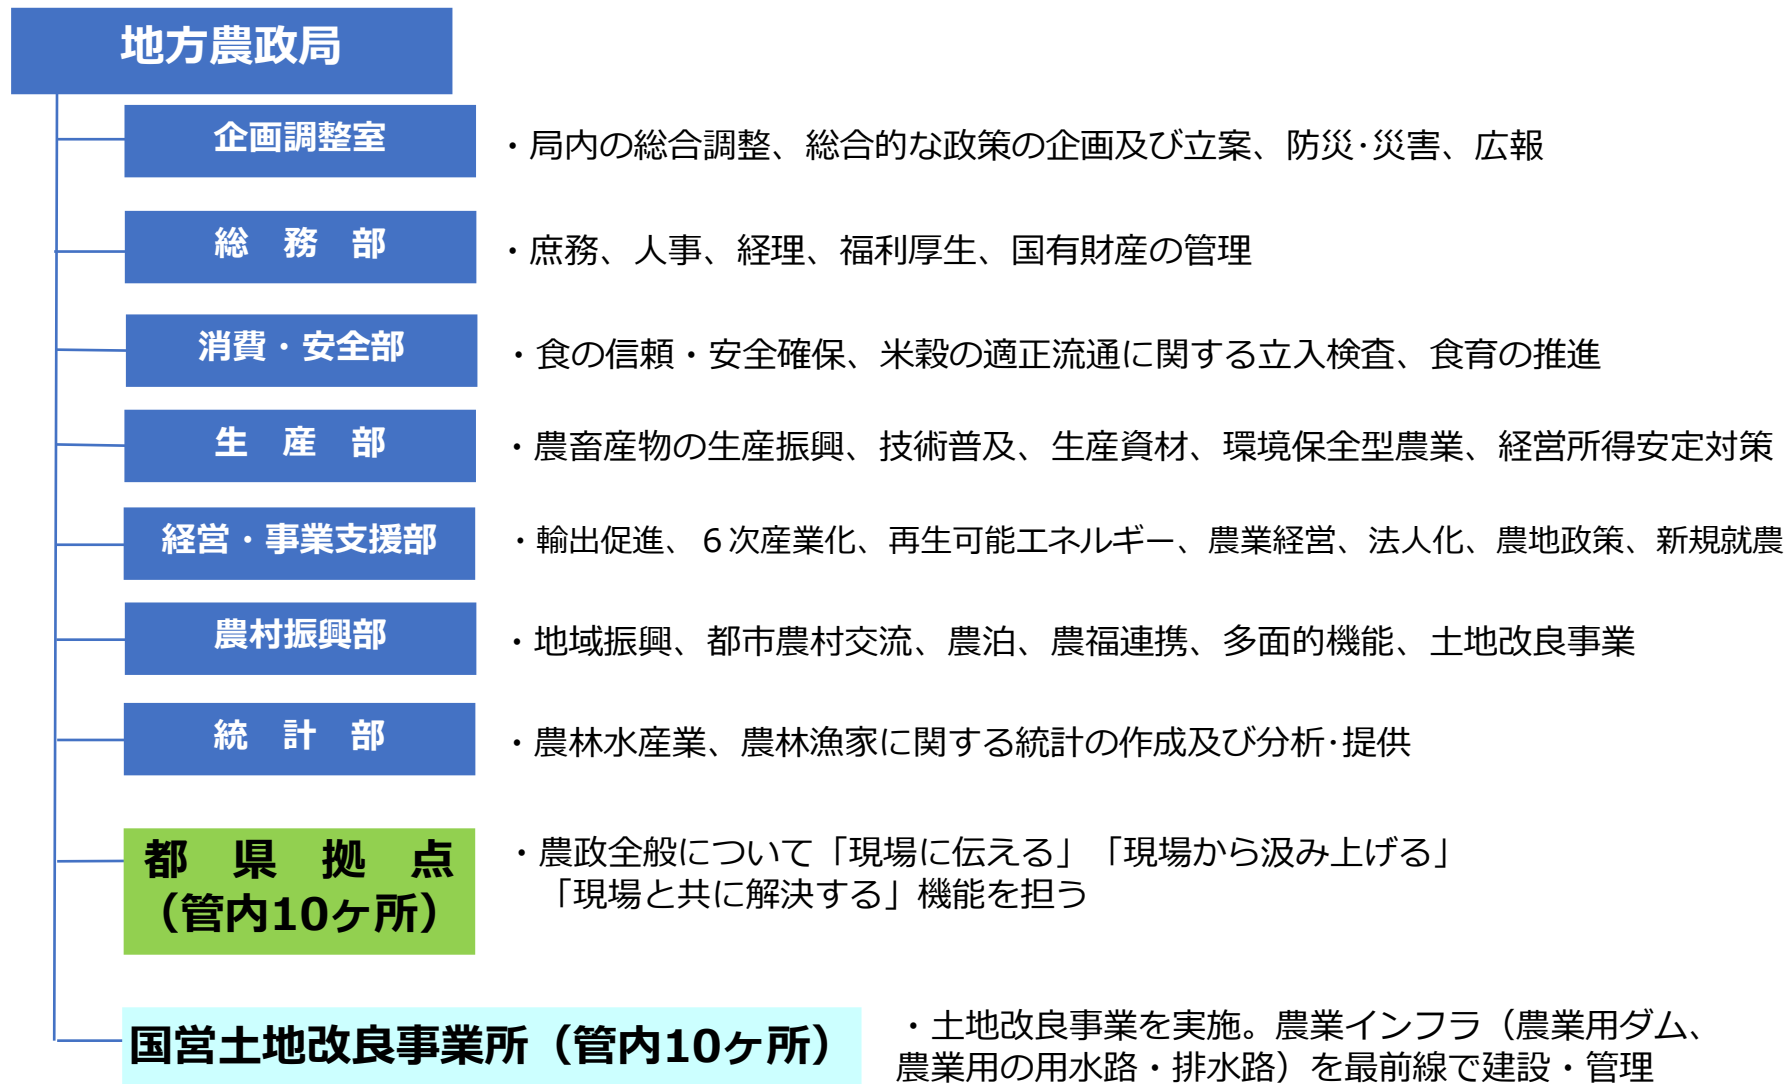 地方農政局
企画調整室
・局内の総合調整、総合的な政策の企画及び立案、防災･災害、広報
総　務　部
・庶務、人事、経理、福利厚生、国有財産の管理
消費・安全部
・食の信頼・安全確保、米穀の適正流通に関する立入検査、食育の推進
生　産　部
・農畜産物の生産振興、技術普及、生産資材、環境保全型農業、経営所得安定対策
経営・事業支援部
・輸出促進、６次産業化、再生可能エネルギー、農業経営、法人化、農地政策、新規就農
農村振興部
・地域振興、都市農村交流、農泊、農福連携、多面的機能、土地改良事業
統　計　部
・農林水産業、農林漁家に関する統計の作成及び分析･提供
都　県　拠　点
（管内10ヶ所）
・農政全般について「現場に伝える」「現場から汲み上げる」
「現場と共に解決する」機能を担う
国営土地改良事業所（管内10ヶ所）
・土地改良事業を実施。農業インフラ（農業用ダム、
農業用の用水路・排水路）を最前線で建設・管理